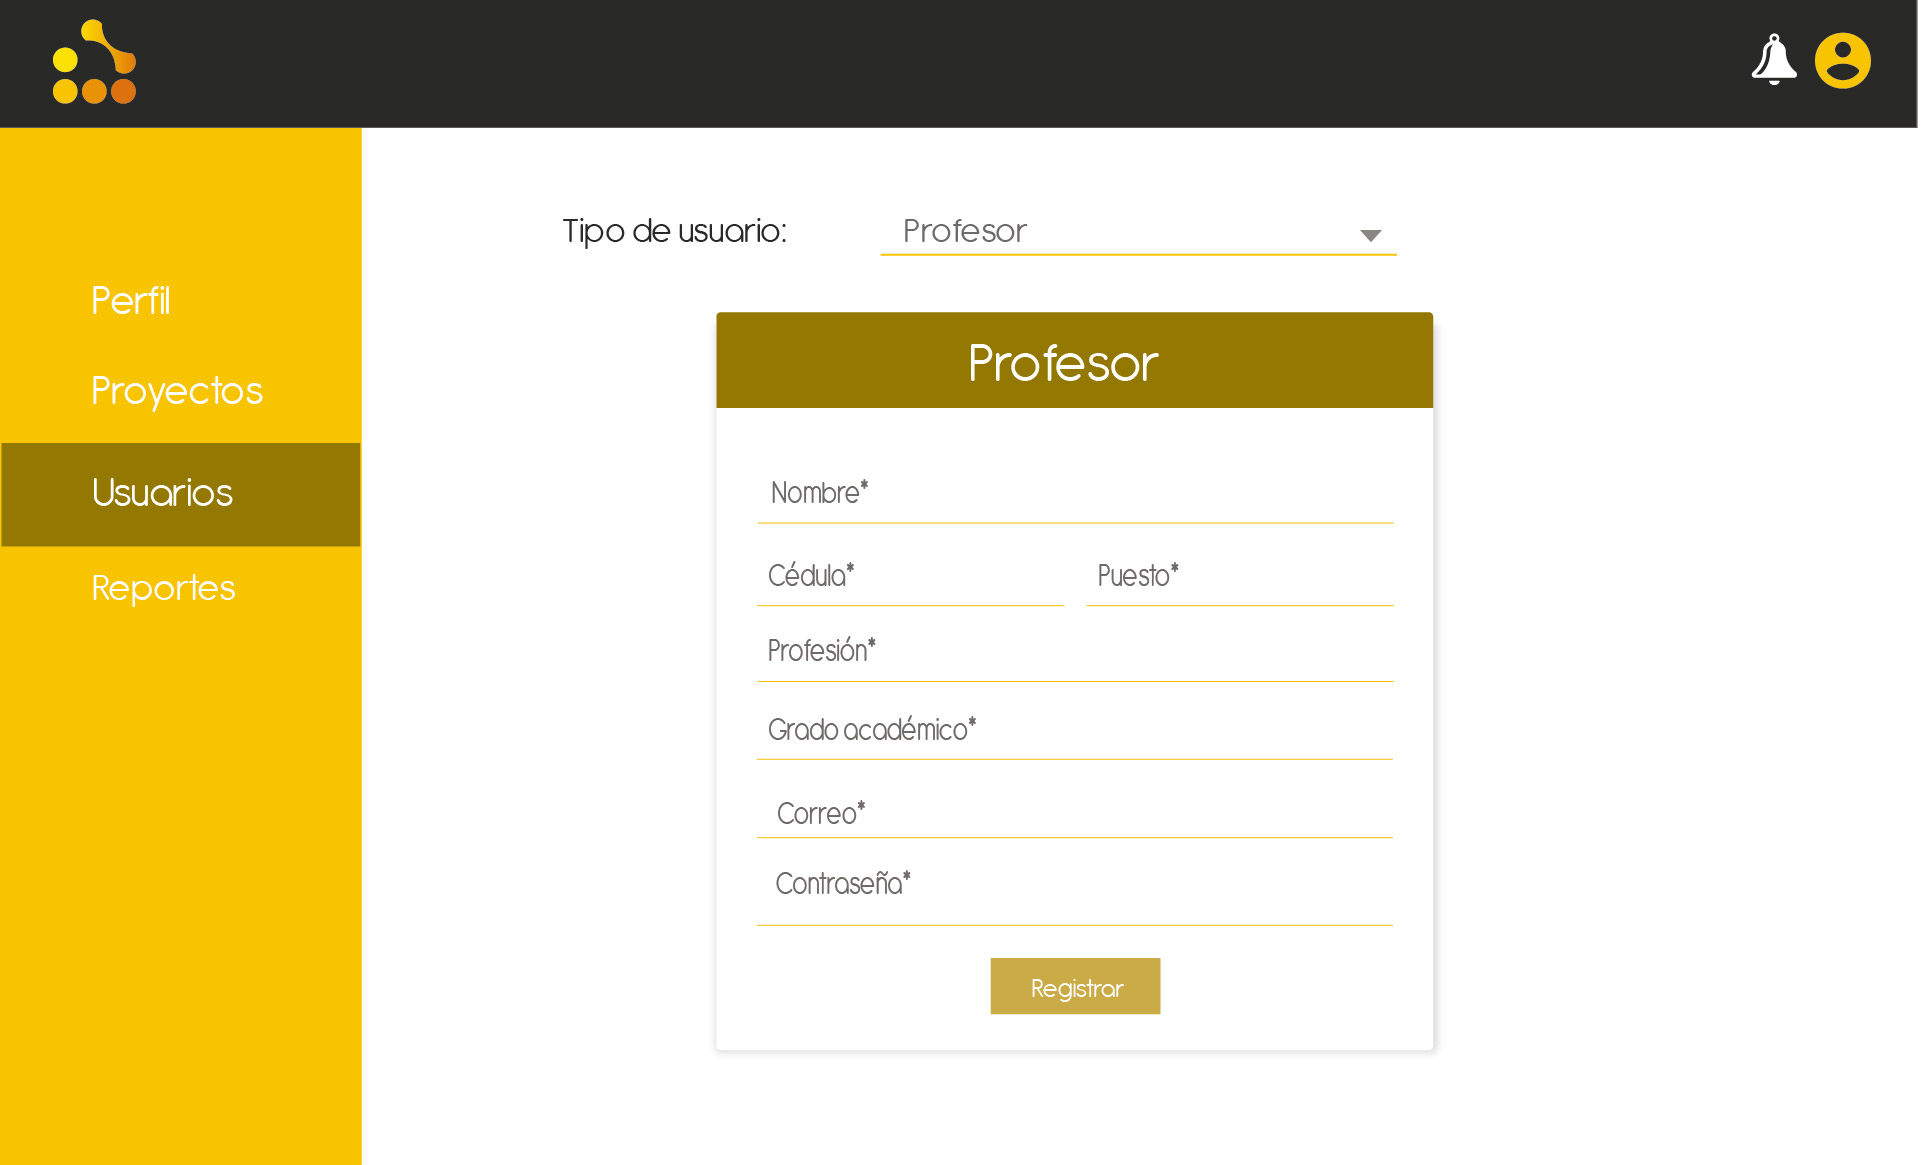 Perfil
Proyectos
Usuarios
Reportes
Tipo de usuario: Profesor
Profesor
Nombre*
Cédula* Puesto*
Profesión*
Grado académico*
Correo*
Contraseña*
Registrar